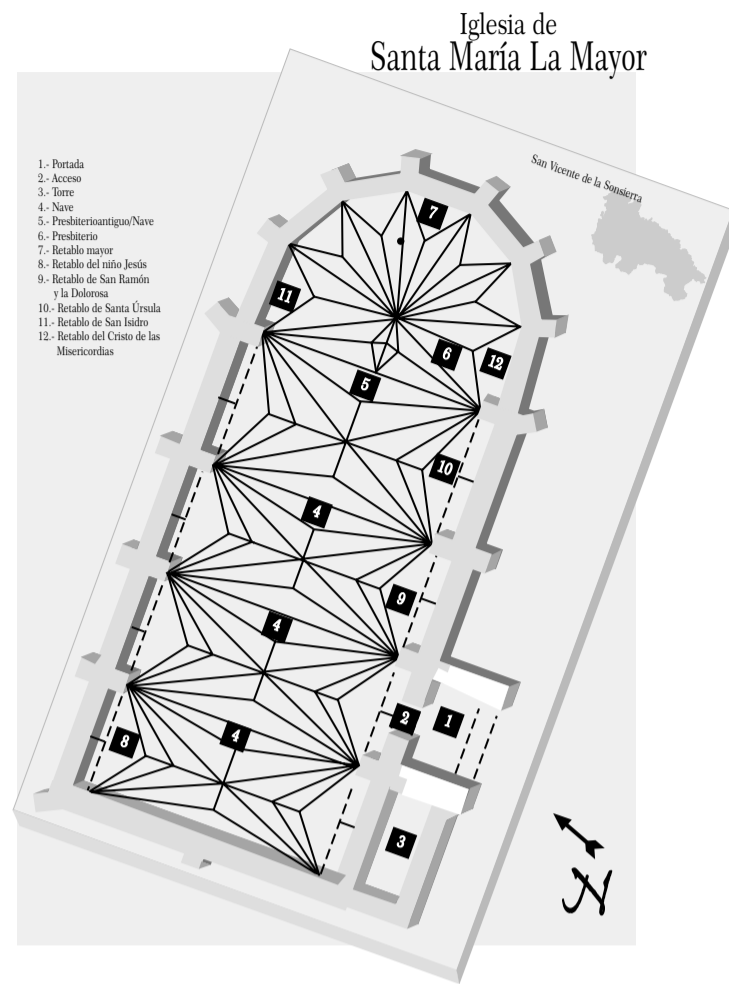 Iglesia de
Santa María La Mayor
San Vicente de la Sonsierra
1.- Portada
2.- Acceso
3.- Torre
4.- Nave
5.- Presbiterioantiguo/Nave
6.- Presbiterio
7.- Retablo mayor
8.- Retablo del niño Jesús
9.- Retablo de San Ramón
y la Dolorosa
10.- Retablo de Santa Úrsula
11.- Retablo de San Isidro
12.- Retablo del Cristo de las
Misericordias
7
11
6
12
5
10
4
9
4
2
1
4
8
3